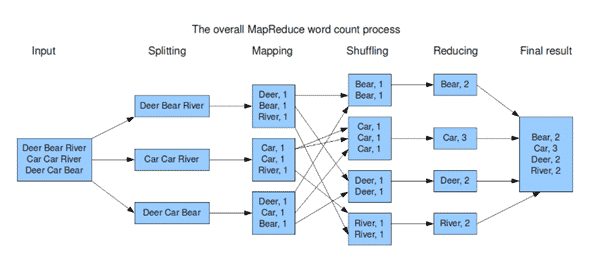 The overall MapReduce word count process
Input
Splitting
Mapping
Shuffling
Reducing
Final result
Deer Bear River
Car Car River
Deer Car Bear
Deer Bear River
Car Car River
Deer Car Bear
Deer, 1
Bear, 1
River, 1
Car, 1
Car, 1
River, 1
Deer, 1
Car, 1
Bear, 1
Bear, 1
Bear, 1
Car, 1
Car, 1
Car, 1
Deer, 1
Deer, 1
River, 1
River, 1
Bear, 2
Car, 3
Deer, 2
River, 2
Bear, 2
Car, 3
Deer, 2
River, 2